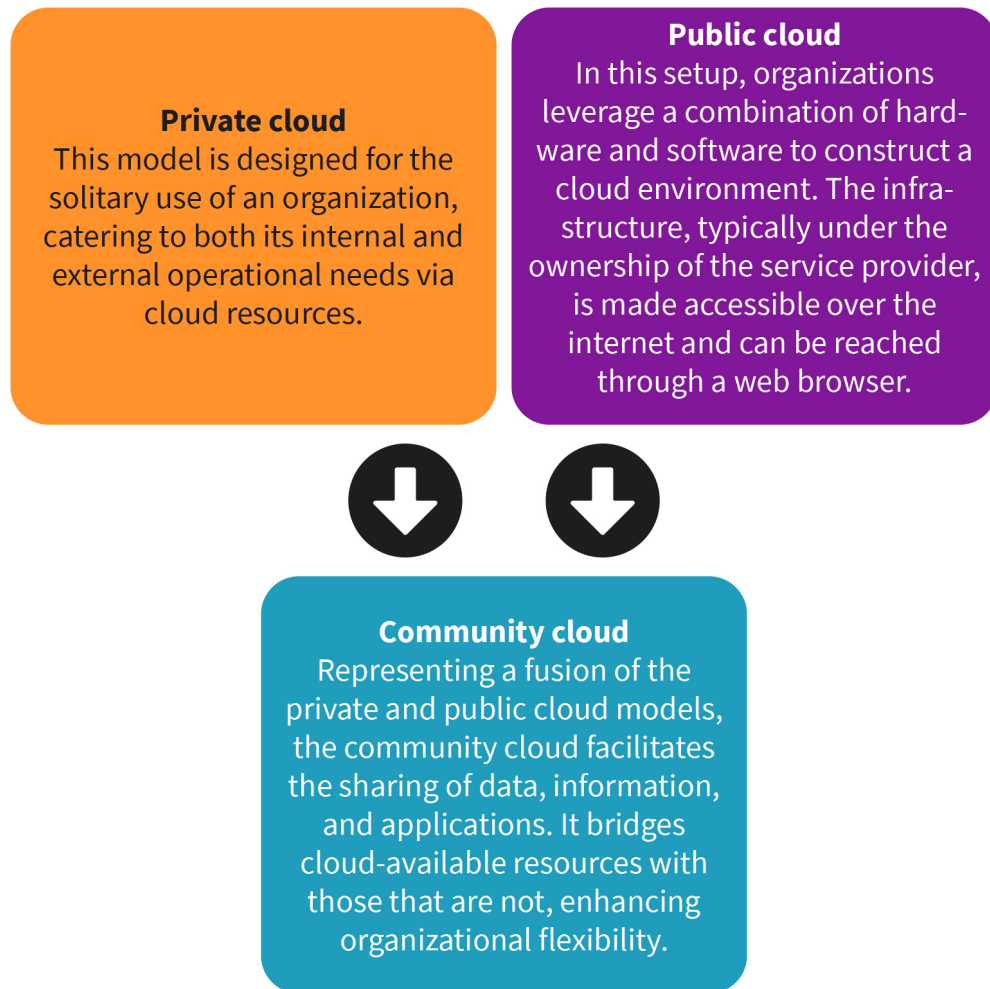 Private cloud
This model is designed for the
solitary use of an organization,
catering to both its internal and
external operational needs via
cloud resources.
Public cloud
In this setup, organizations
leverage a combination of hard-
ware and software to construct a
cloud environment. The infra-
structure, typically under the
ownership of the service provider,
is made accessible over the
internet and can be reached
through a web browser.
Community cloud
Representing a fusion of the
private and public cloud models,
the community cloud facilitates
the sharing of data, information,
and applications. It bridges
cloud-available resources with
those that are not, enhancing
organizational flexibility.